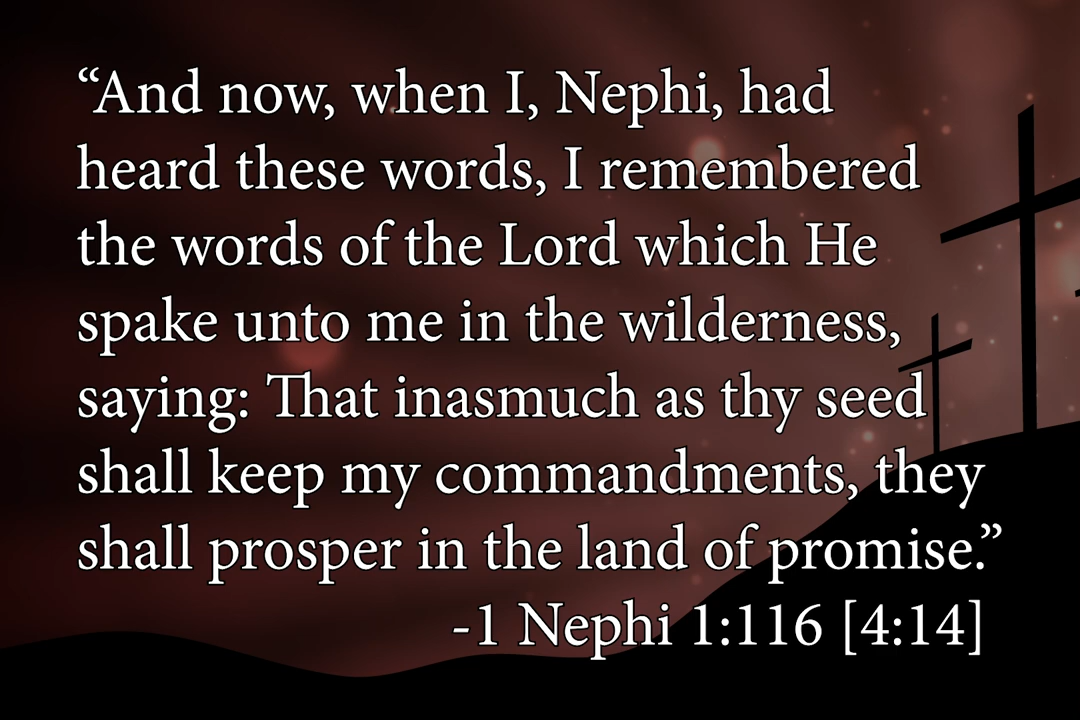 “And now, when I, Nephi, had
heard these words, I remembered
the words of the Lord which He
spake unto me in the wilderness,
saying: That inasmuch as thy seed
shall keep my commandments, they
shall prosper in the land of promise.”
-1 Nephi 1:116 [4:14]